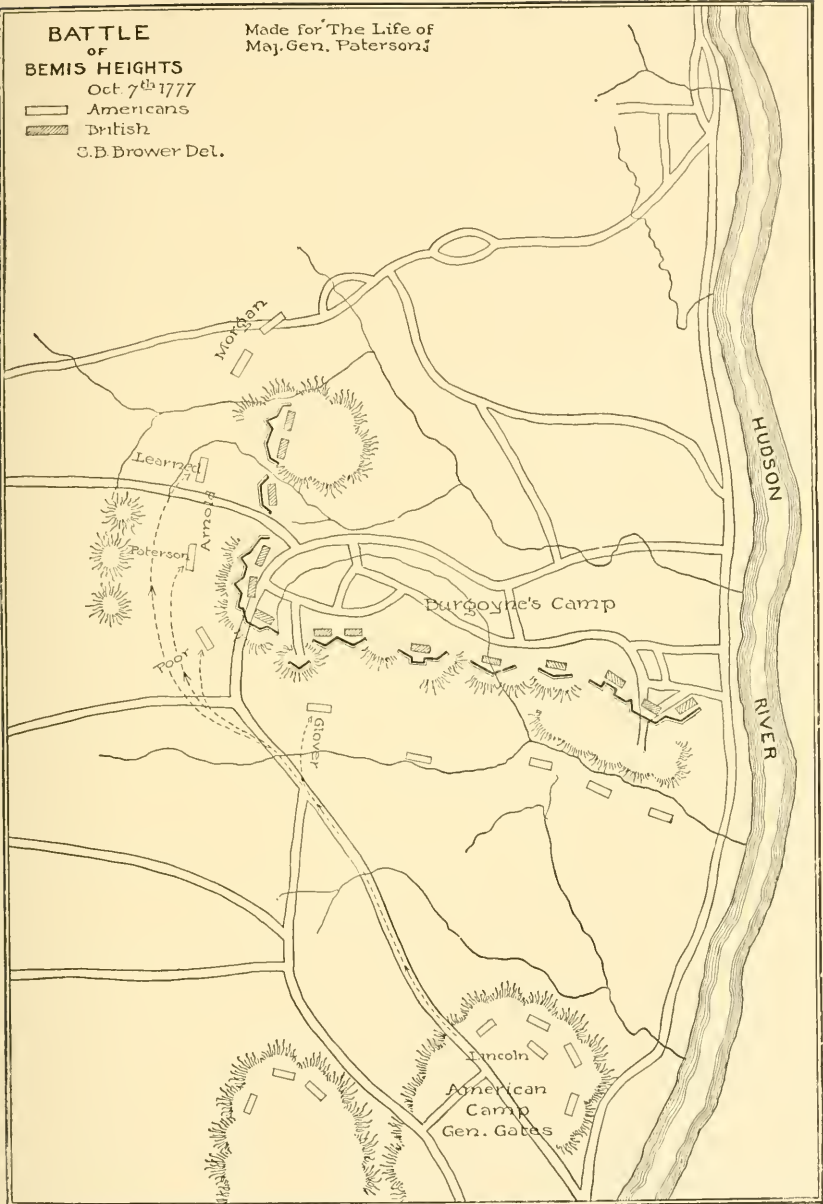 BATTLE
OF
BEMIS HEIGHTS
Oct. 7th 1777
Americans
British
S.B. Brower Del.
Made for "The Life of
Maj. Gen. Paterson"
Morgan
Learned
Arnold
Paterson
Poor
Glover
Burgoyne's Camp
HUDSON
RIVER
Lincoln
American
Camp
Gen. Gates